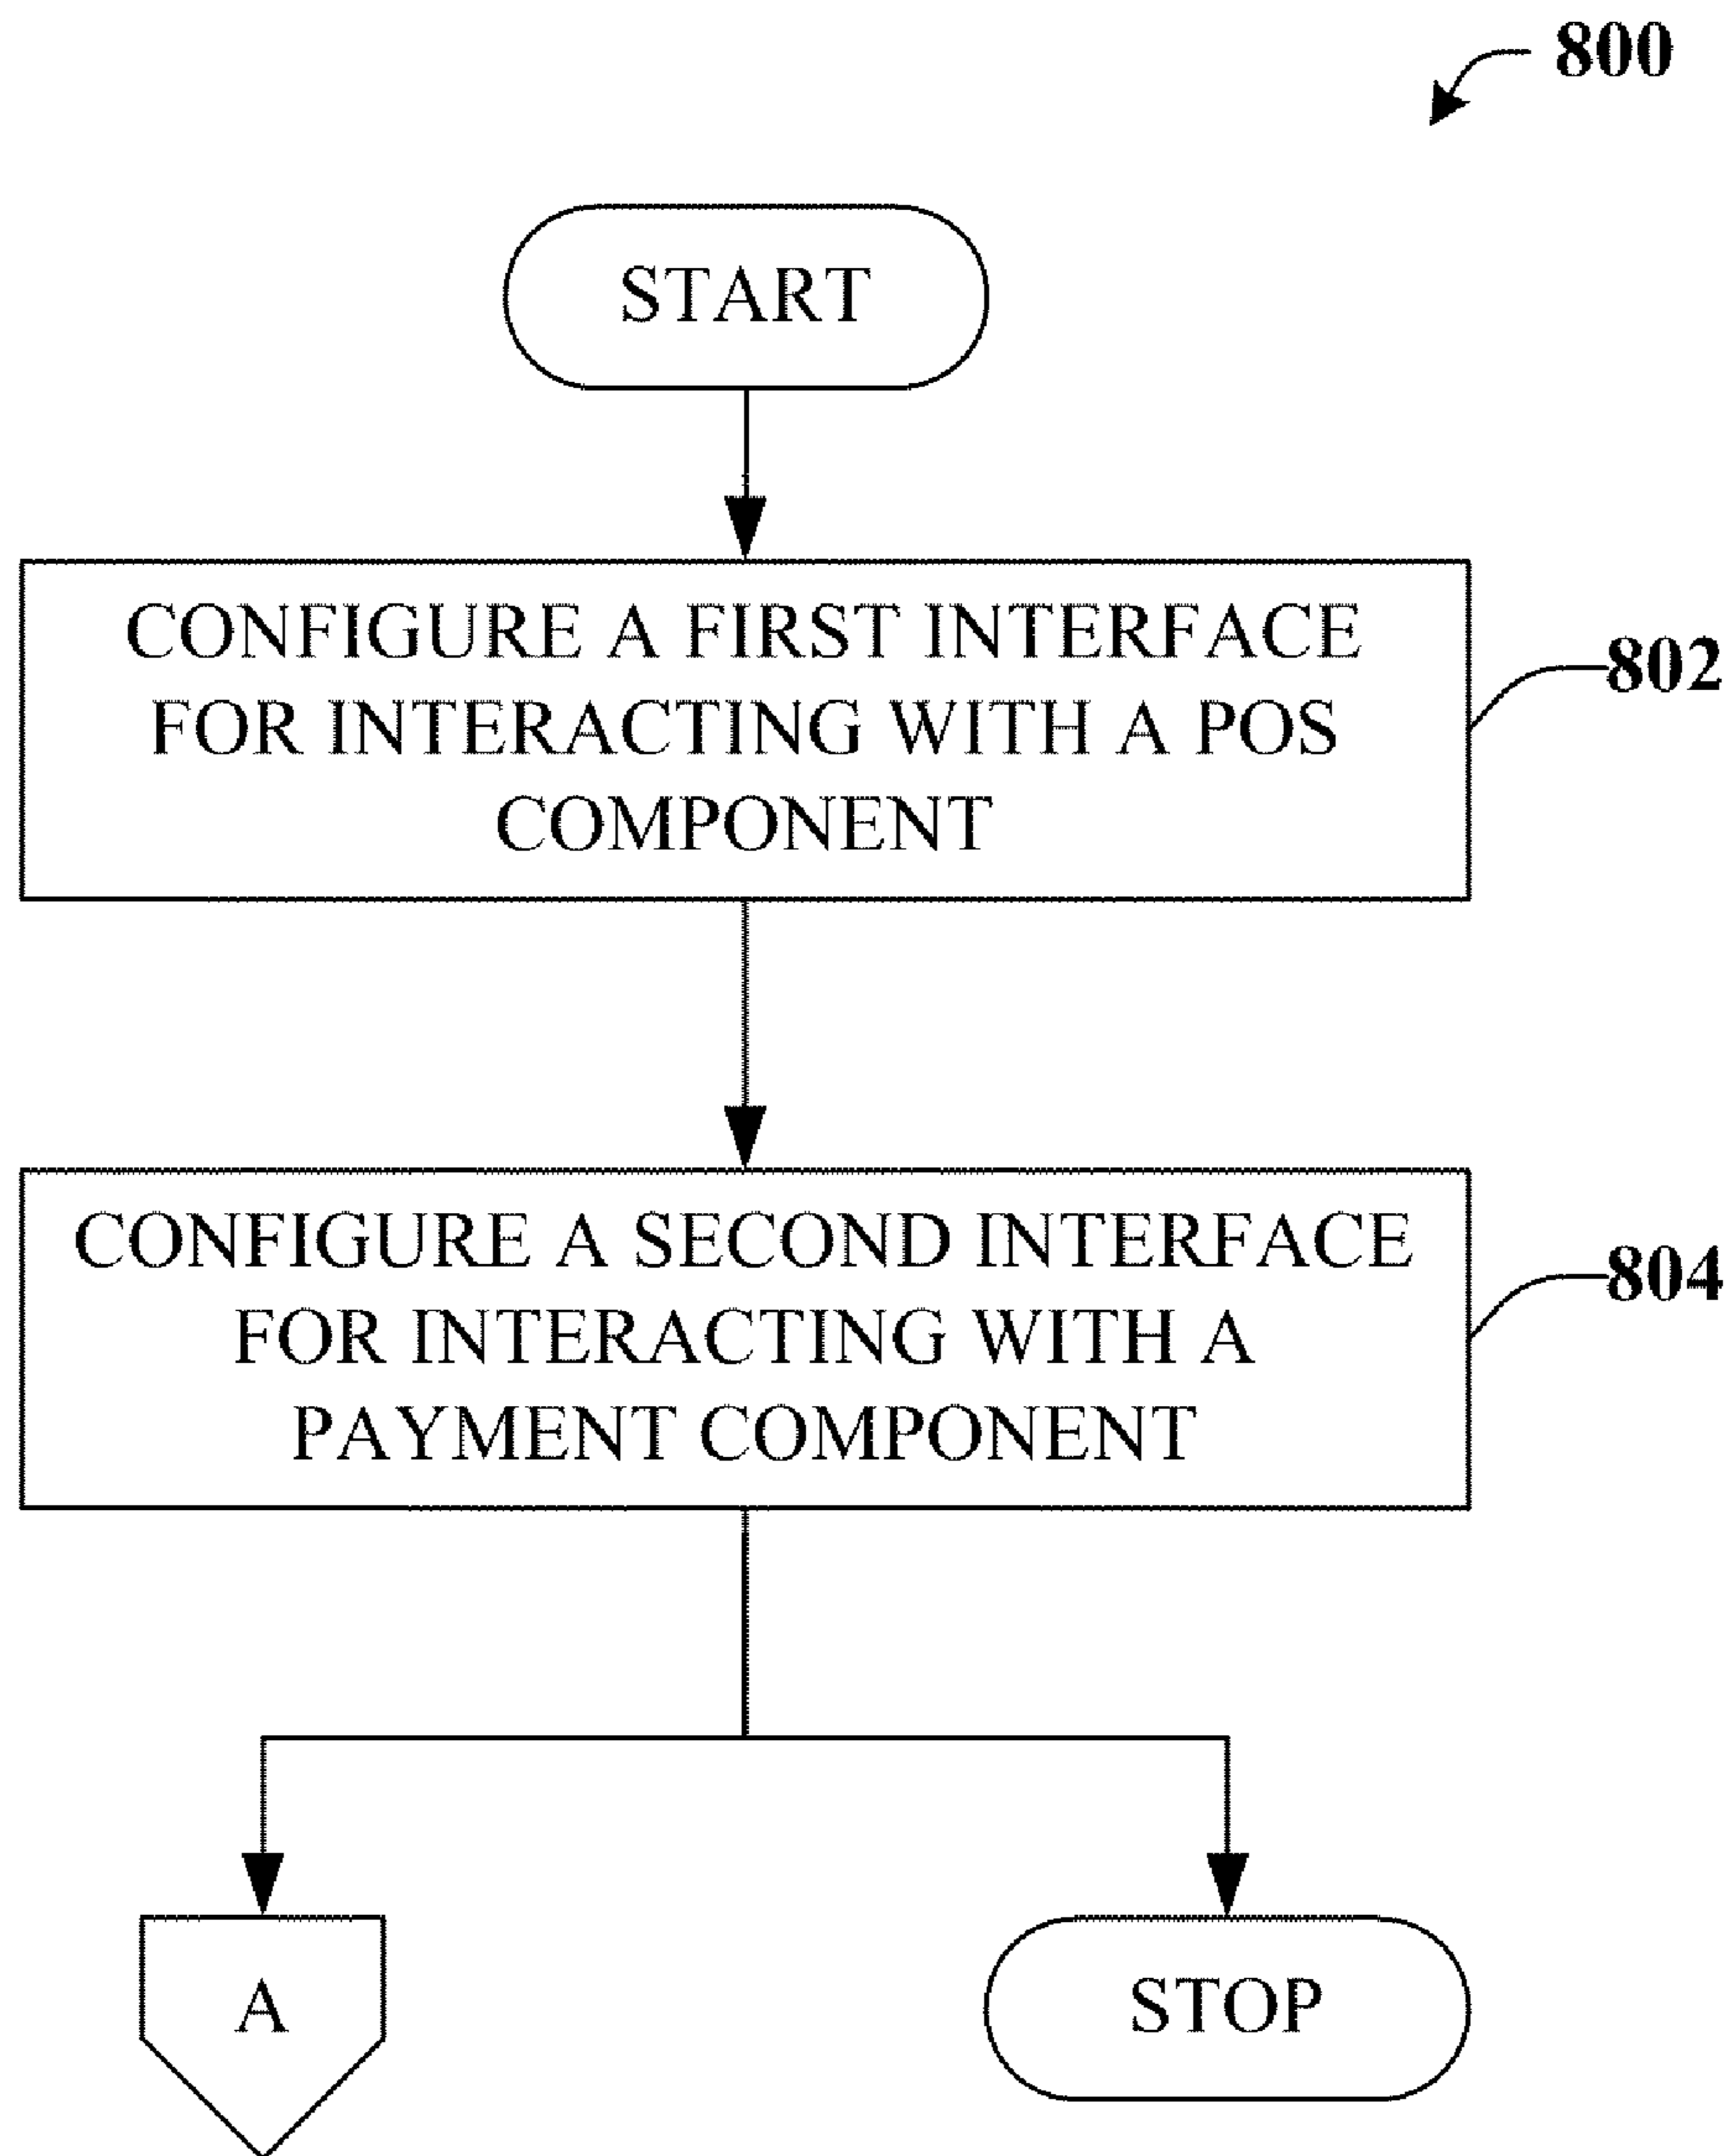 800
START
CONFIGURE A FIRST INTERFACE
FOR INTERACTING WITH A POS
COMPONENT
802
CONFIGURE A SECOND INTERFACE
FOR INTERACTING WITH A
PAYMENT COMPONENT
804
A
STOP